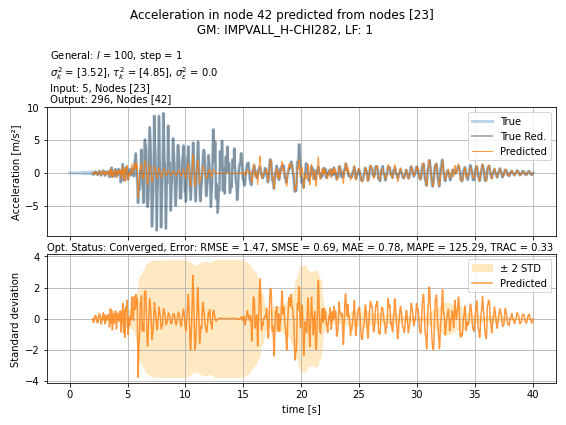 Acceleration in node 42 predicted from nodes [23]
GM: IMPVALL_H-CHI282, LF: 1
General: l = 100, step = 1
σ²ₖ = [3.52], τ²ₖ = [4.85], σ²ε = 0.0
Input: 5, Nodes [23]
Output: 296, Nodes [42]
10
5
0
−5
Acceleration [m/s²]
True
True Red.
Predicted
Opt. Status: Converged, Error: RMSE = 1.47, SMSE = 0.69, MAE = 0.78, MAPE = 125.29, TRAC = 0.33
4
2
0
−2
−4
Standard deviation
± 2 STD
Predicted
0 5 10 15 20 25 30 35 40
time [s]